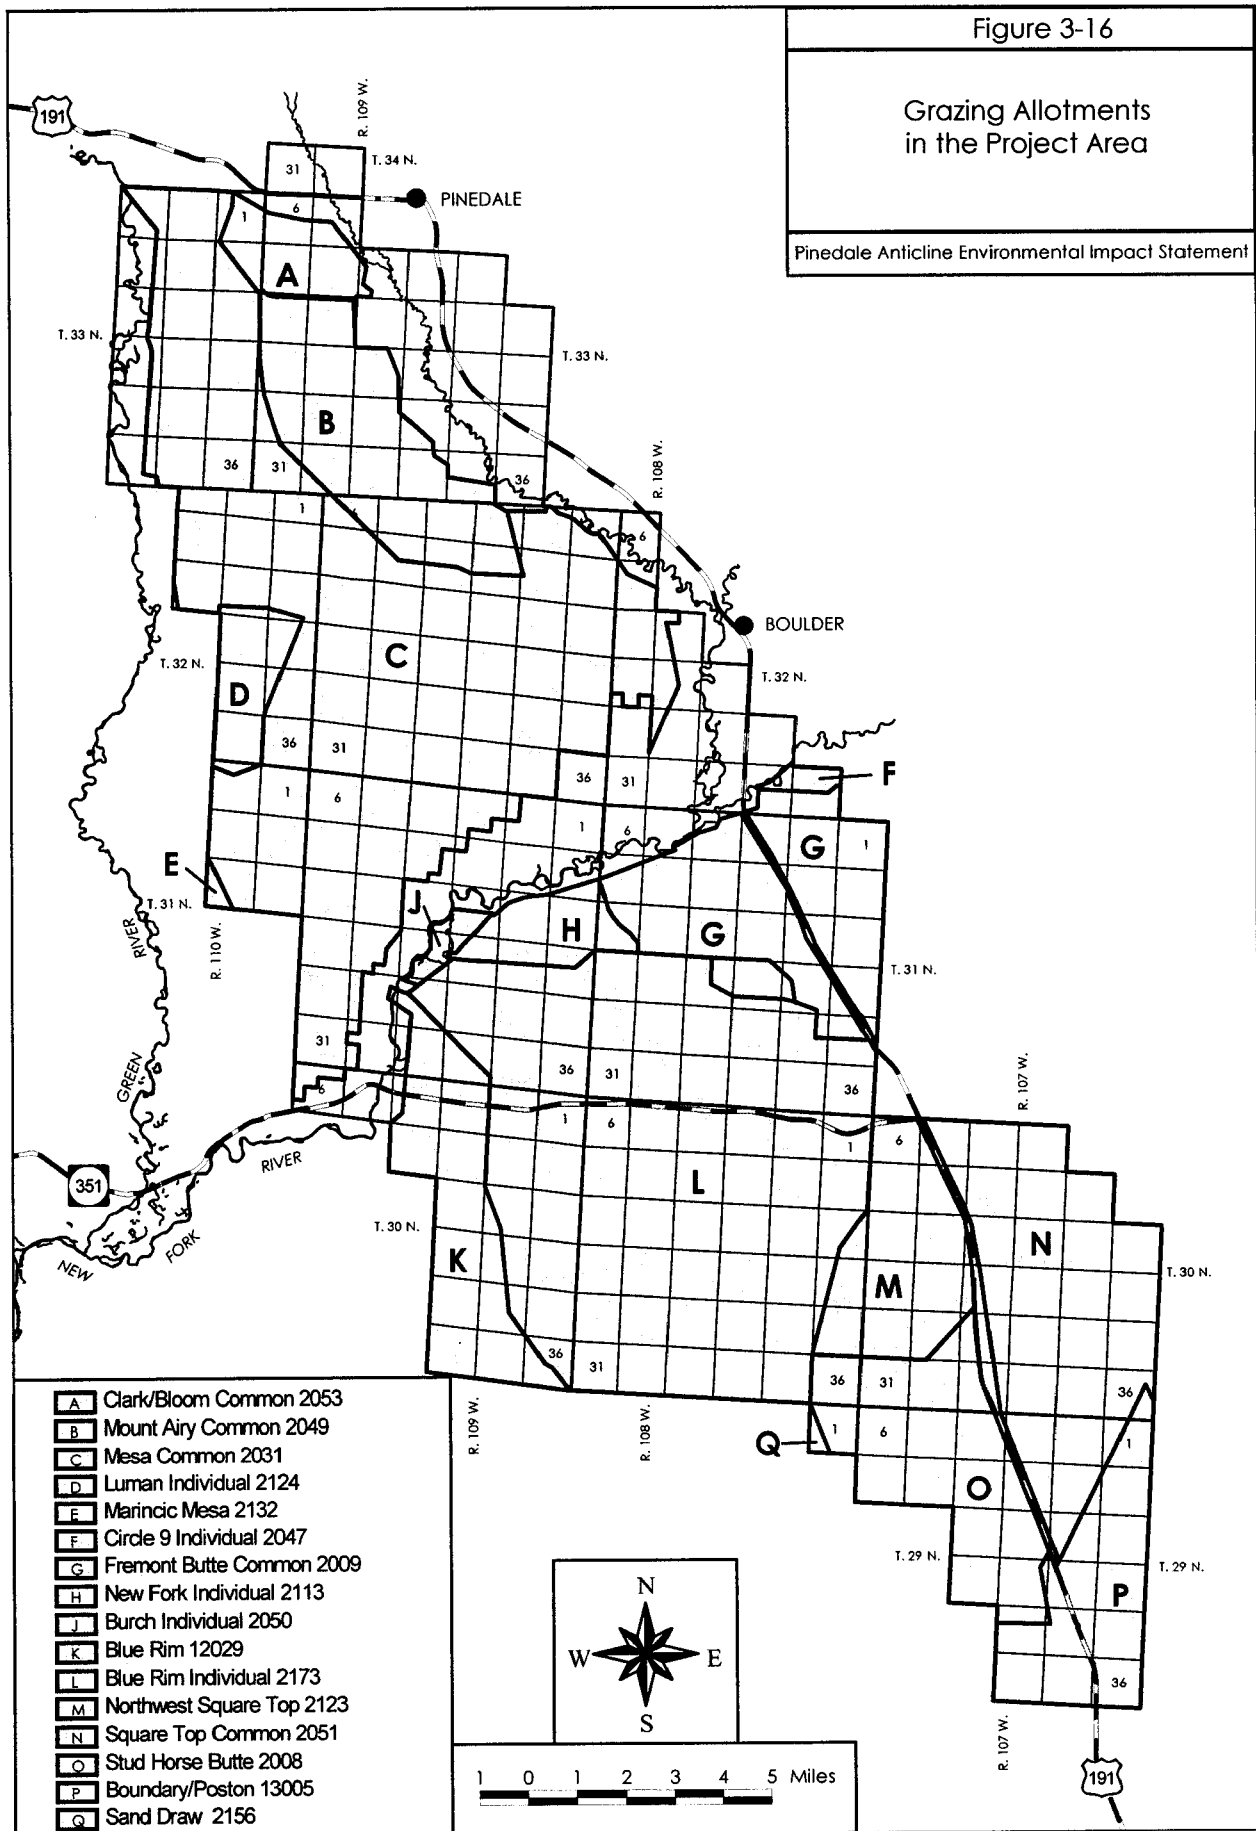 Figure 3-16
Grazing Allotments
in the Project Area
Pinedale Anticline Environmental Impact Statement
191
R. 109 W.
T. 34 N.
31
PINEDALE
1
6
A
T. 33 N.
T. 33 N.
B
R. 108 W.
36
31
36
1
6
6
BOULDER
T. 32 N.
C
T. 32 N.
D
36
31
36
31
F
1
6
1
6
G
1
E
J
T. 31 N.
H
G
R. 110 W.
T. 31 N.
RIVER
31
36
31
36
R. 107 W.
GREEN
6
1
6
1
6
RIVER
351
L
T. 30 N.
FORK
NEW
N
K
T. 30 N.
M
36
31
36
31
36
R. 109 W.
R. 108 W.
Q
1
6
1
O
T. 29 N.
T. 29 N.
P
36
R. 107 W.
191
A Clark/Bloom Common 2053
B Mount Airy Common 2049
C Mesa Common 2031
D Luman Individual 2124
E Marincic Mesa 2132
F Circle 9 Individual 2047
G Fremont Butte Common 2009
H New Fork Individual 2113
J Burch Individual 2050
K Blue Rim 12029
L Blue Rim Individual 2173
M Northwest Square Top 2123
N Square Top Common 2051
O Stud Horse Butte 2008
P Boundary/Poston 13005
Q Sand Draw 2156
N
W E
S
1 0 1 2 3 4 5 Miles